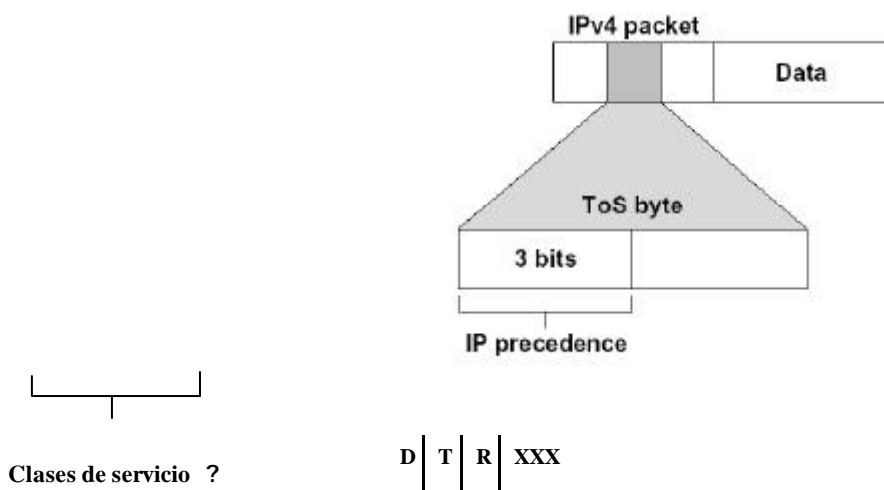 IPv4 packet
Data
ToS byte
3 bits
IP precedence
Clases de servicio ?
D T R XXX